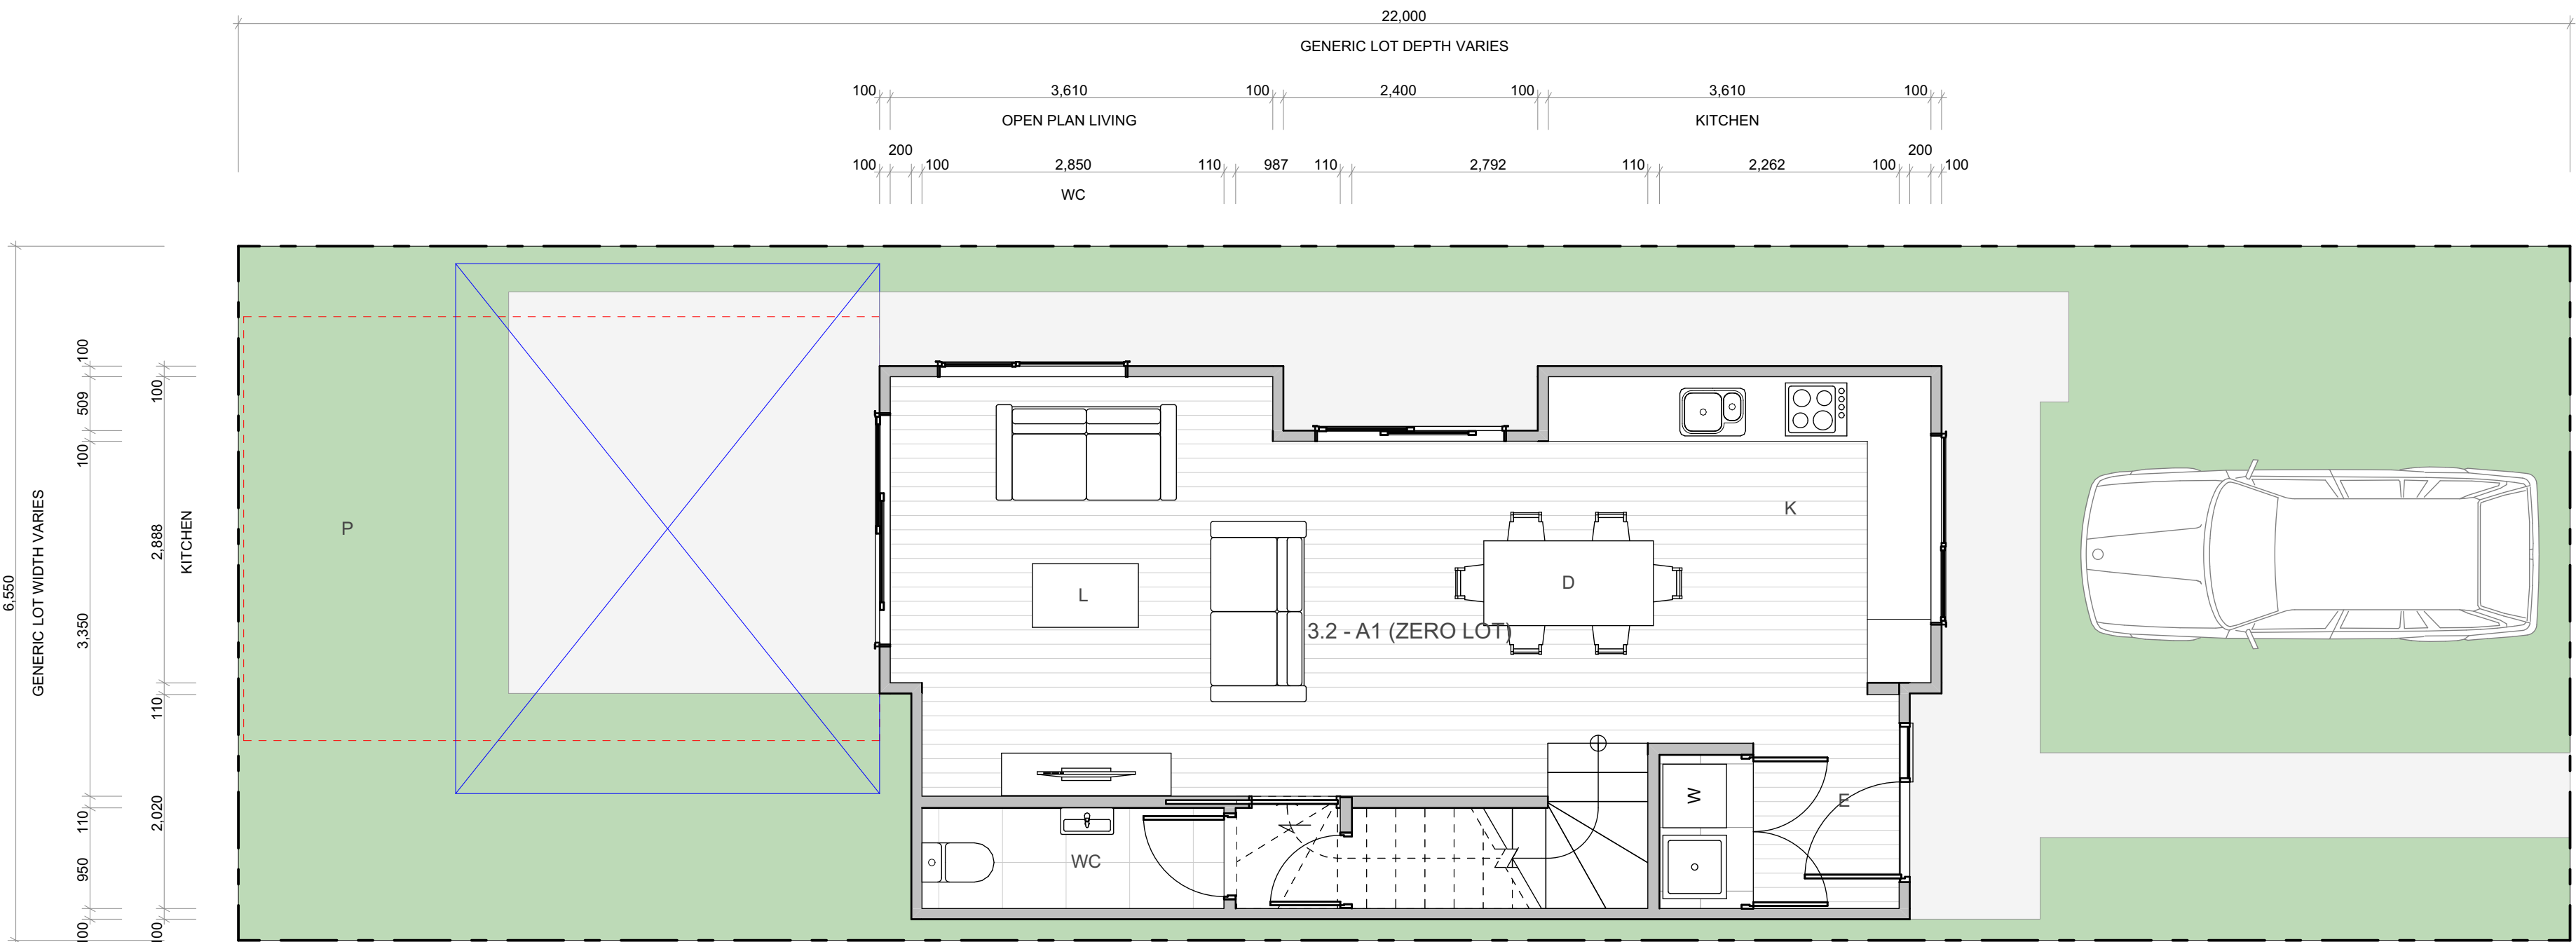 22,000
GENERIC LOT DEPTH VARIES
100 3,610 100 2,400 100 3,610 100
OPEN PLAN LIVING KITCHEN
200 200
100 100 2,850 110 987 110 2,792 110 2,262 100 100
WC
6,550
GENERIC LOT WIDTH VARIES
100
509
100
3,350
110
950
100
100
2,888
110
2,020
100
KITCHEN
P
K
L
D
3.2 - A1 (ZERO LOT)
W
E
WC